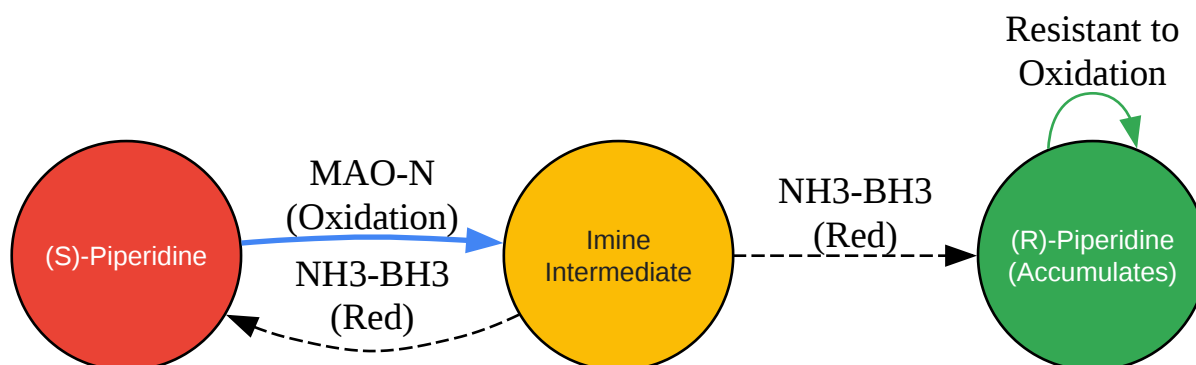 Resistant to
Oxidation
MAO-N
(Oxidation)
NH3-BH3
(Red)
NH3-BH3
(Red)
(S)-Piperidine
Imine
Intermediate
(R)-Piperidine
(Accumulates)